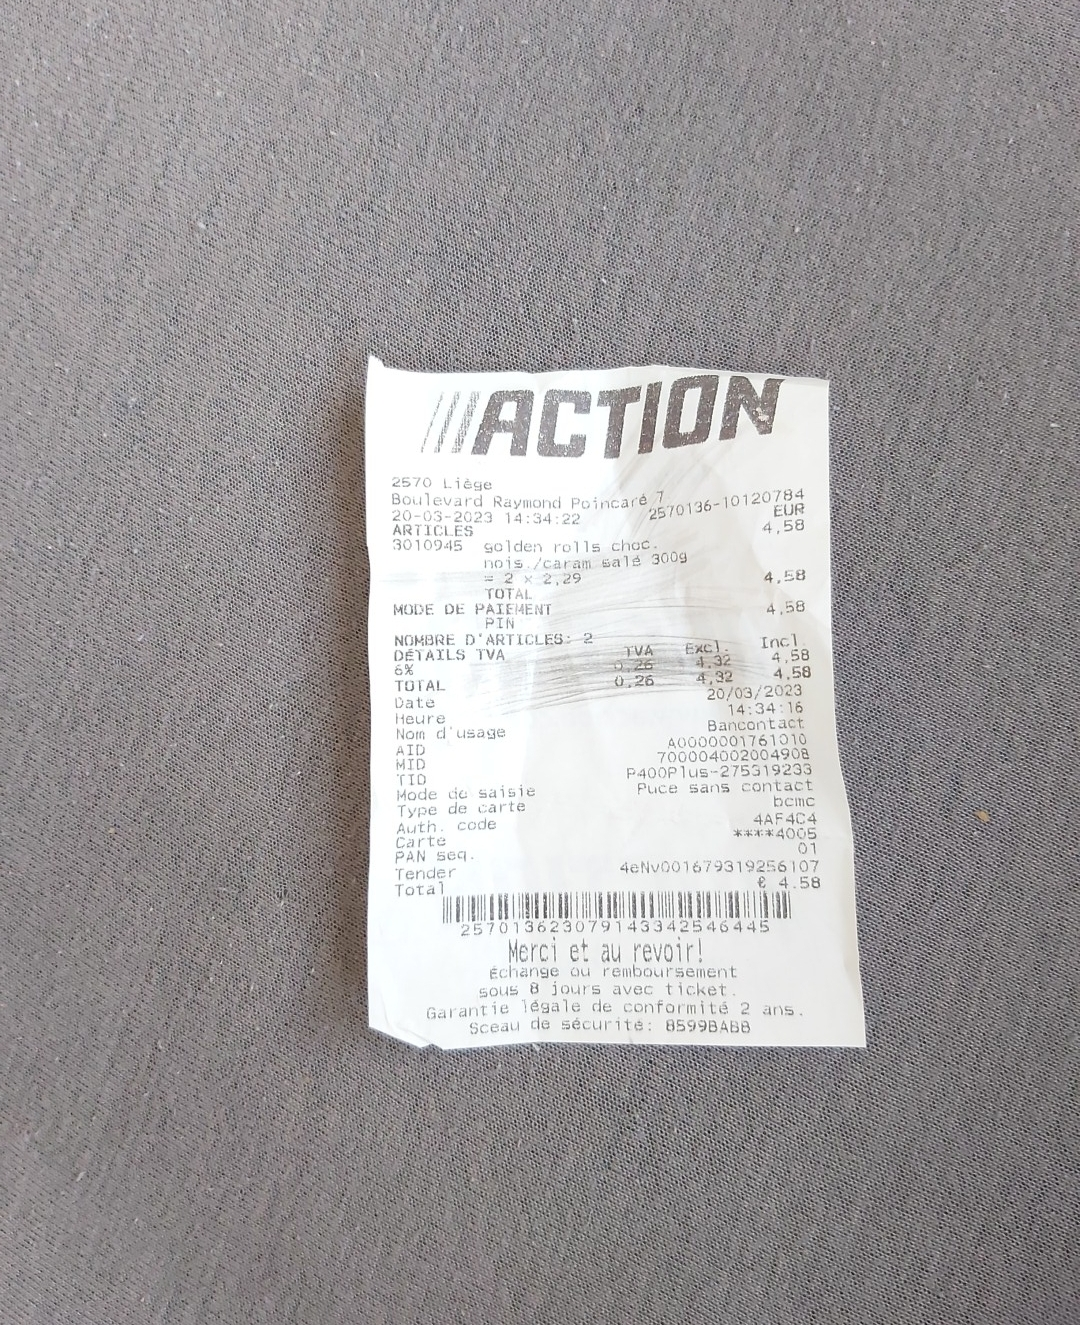 ACTION
2570 Liège
Boulevard Raymond Poincaré 7
20-03-2023 14:34:22 2570136-10120784
ARTICLES EUR
3010945 golden rolls choc. 4,58
nois./caram salé 300g
= 2 x 2,29
TOTAL 4,58
MODE DE PAIEMENT
PIN 4,58
NOMBRE D'ARTICLES: 2
DÉTAILS TVA TVA Excl. Incl.
6% 0,26 4,32 4,58
TOTAL 0,26 4,32 4,58
Date 20/03/2023
Heure 14:34:16
Nom d'usage Bancontact
AID A0000001761010
MID 700004002004908
TID P400Plus-275319233
Mode de saisie Puce sans contact
Type de carte bcmc
Auth. code 4AF4C4
Carte ****4005
PAN seq. 01
Tender 4eNv001679319256107
Total € 4.58
257013623079143342546445
Merci et au revoir!
Échange ou remboursement
sous 8 jours avec ticket.
Garantie légale de conformité 2 ans.
Sceau de sécurité: 8599BABB